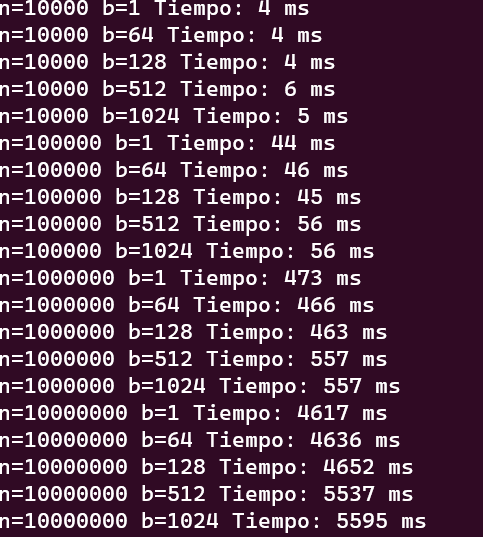 n=10000 b=1 Tiempo: 4 ms
n=10000 b=64 Tiempo: 4 ms
n=10000 b=128 Tiempo: 4 ms
n=10000 b=512 Tiempo: 6 ms
n=10000 b=1024 Tiempo: 5 ms
n=100000 b=1 Tiempo: 44 ms
n=100000 b=64 Tiempo: 46 ms
n=100000 b=128 Tiempo: 45 ms
n=100000 b=512 Tiempo: 56 ms
n=100000 b=1024 Tiempo: 56 ms
n=1000000 b=1 Tiempo: 473 ms
n=1000000 b=64 Tiempo: 466 ms
n=1000000 b=128 Tiempo: 463 ms
n=1000000 b=512 Tiempo: 557 ms
n=1000000 b=1024 Tiempo: 557 ms
n=10000000 b=1 Tiempo: 4617 ms
n=10000000 b=64 Tiempo: 4636 ms
n=10000000 b=128 Tiempo: 4652 ms
n=10000000 b=512 Tiempo: 5537 ms
n=10000000 b=1024 Tiempo: 5595 ms